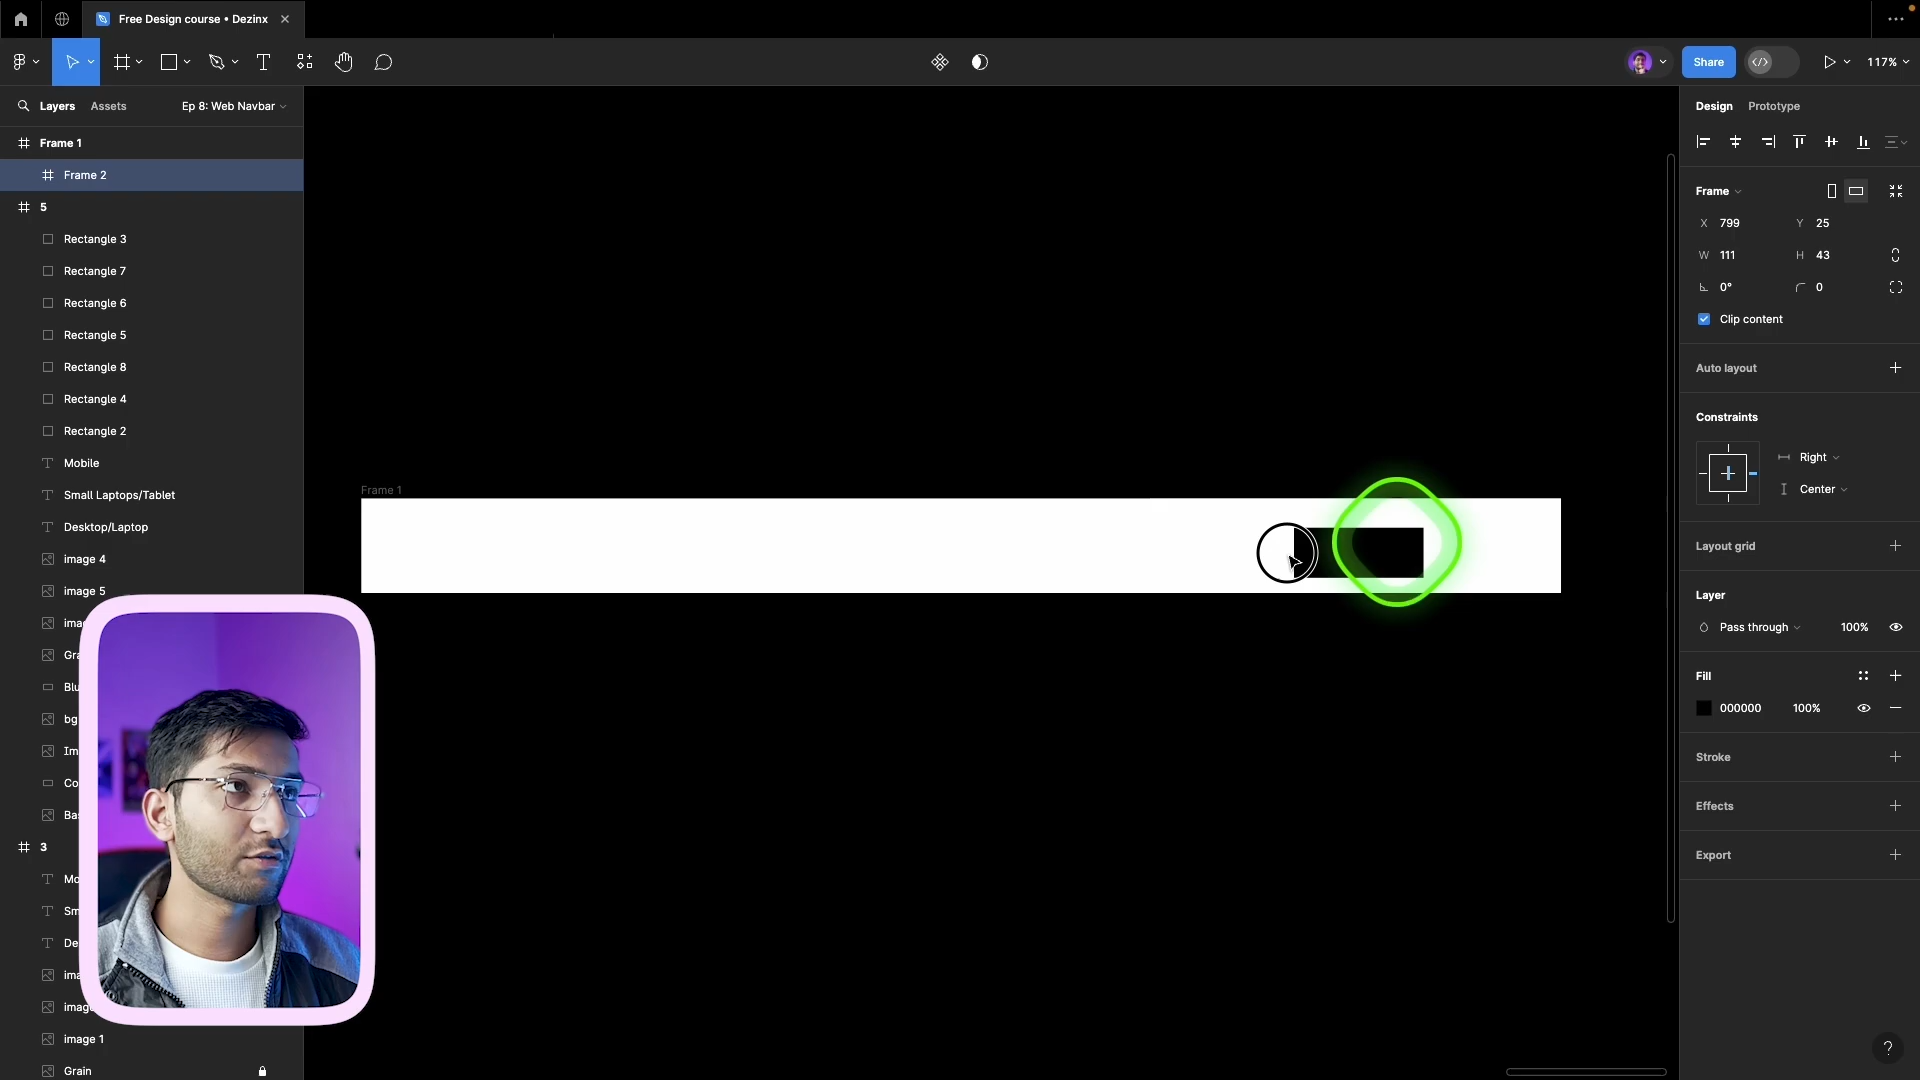 Free Design course • Dezinx
Share
117%
Layers
Assets
Ep 8: Web Navbar
Frame 1
Frame 2
5
Rectangle 3
Rectangle 7
Rectangle 6
Rectangle 5
Rectangle 8
Rectangle 4
Rectangle 2
Mobile
Small Laptops/Tablet
Desktop/Laptop
image 4
image 5
3
image 1
Grain
Frame 1
Design
Prototype
Frame
X 799 Y 25
W 111 H 43
0° 0
Clip content
Auto layout
Constraints
Right
Center
Layout grid
Layer
Pass through 100%
Fill
000000 100%
Stroke
Effects
Export
?